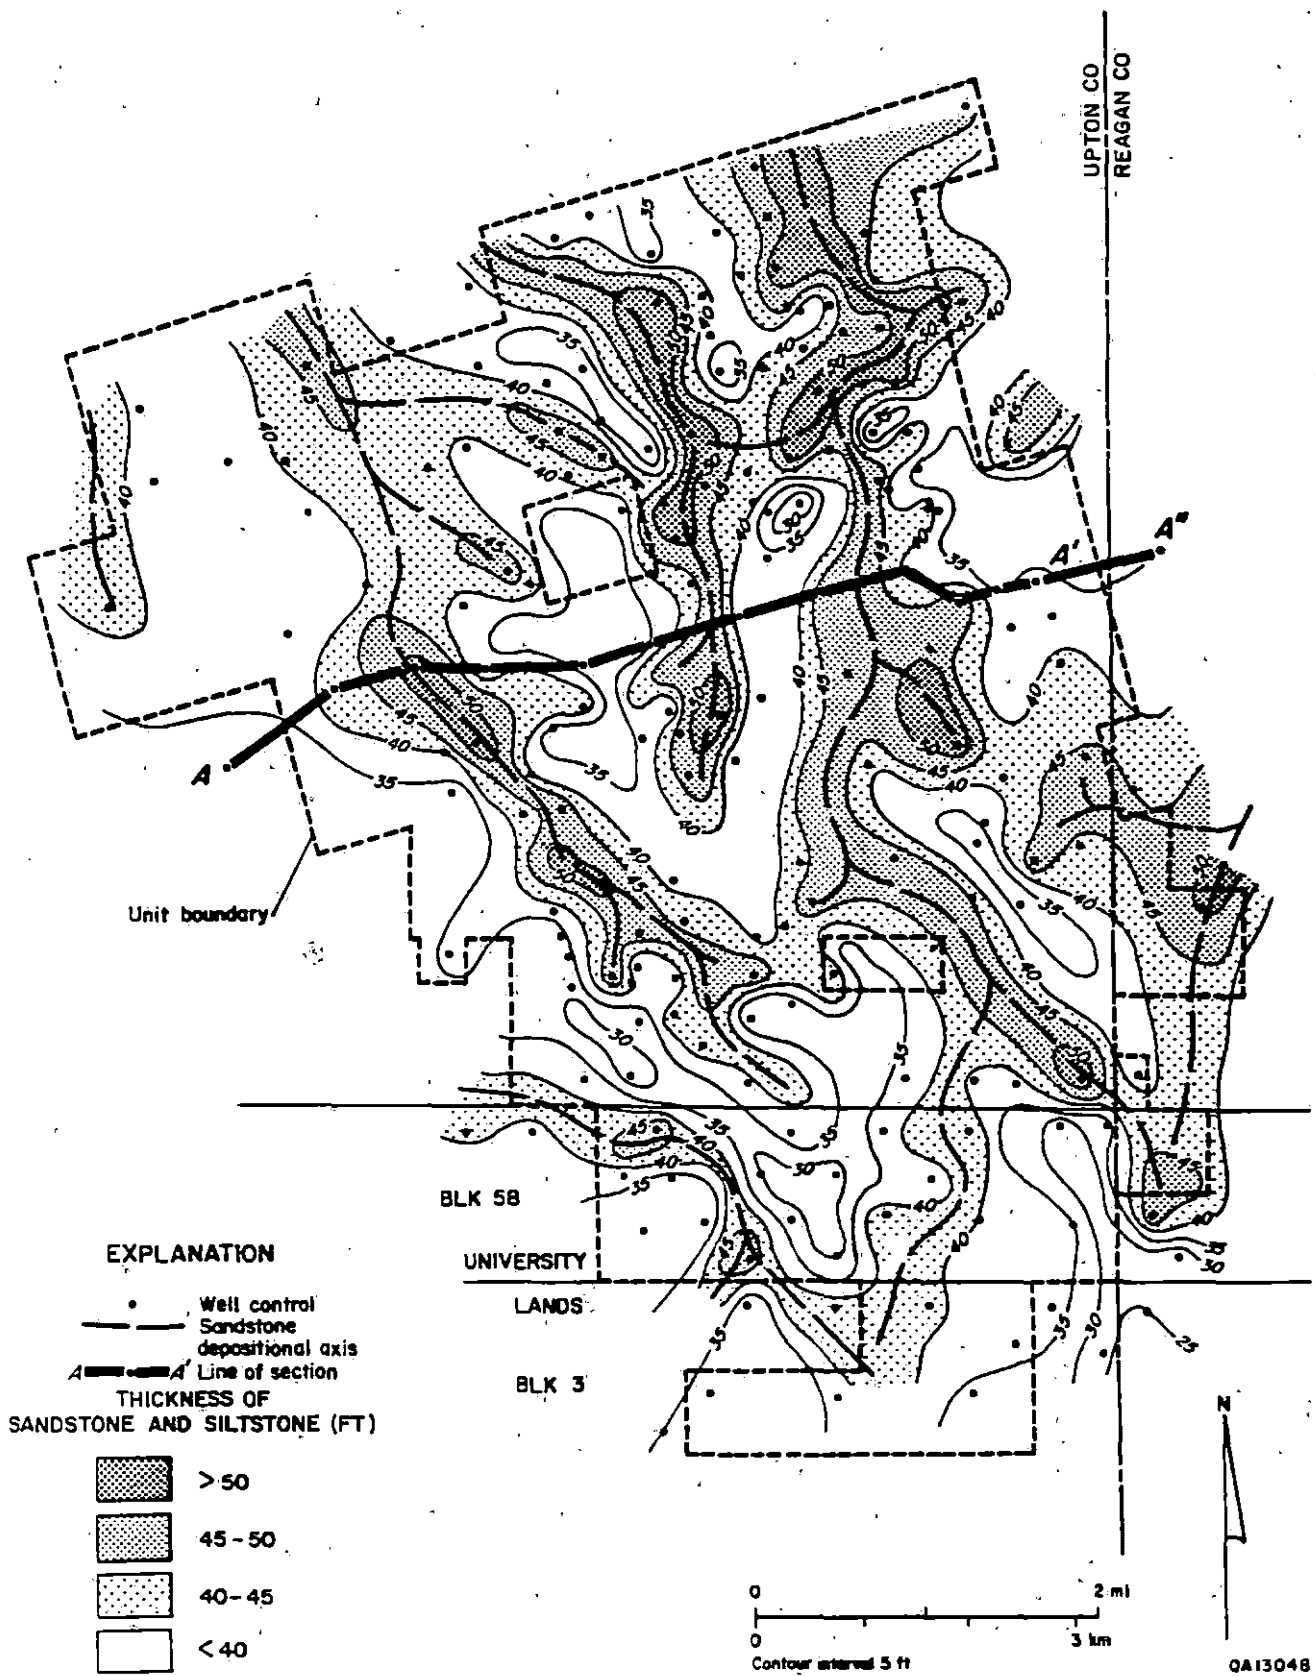 UPTON CO
REAGAN CO
35
40
45
50
30
25
A
A'
A"
Unit boundary
BLK 58
UNIVERSITY
LANDS
BLK 3
EXPLANATION
Well control
Sandstone
depositional axis
A A' Line of section
THICKNESS OF
SANDSTONE AND SILTSTONE (FT)
>50
45-50
40-45
<40
N
0 2 mi
0 3 km
Contour interval 5 ft
QA13048